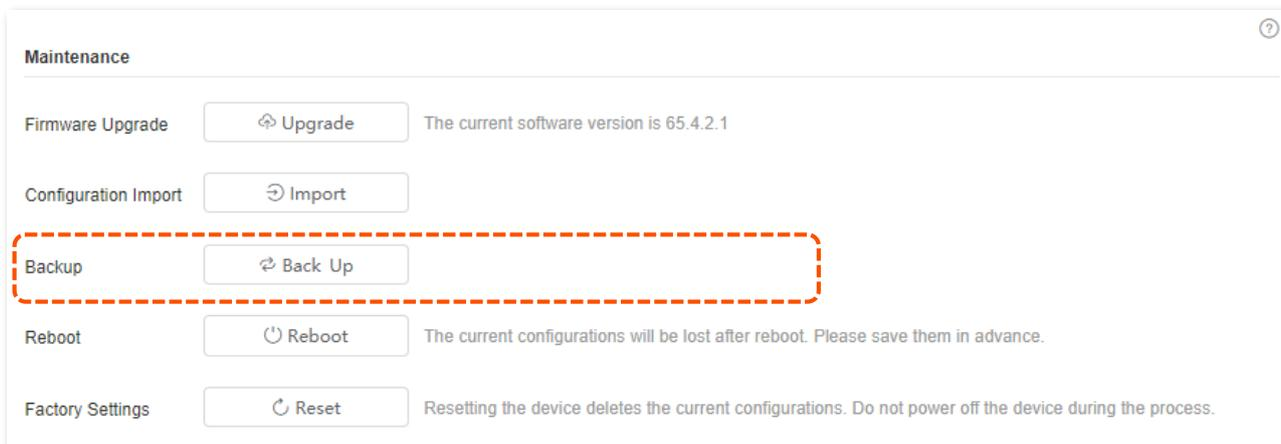 Maintenance
Firmware Upgrade Upgrade The current software version is 65.4.2.1
Configuration Import Import
Backup Back Up
Reboot Reboot The current configurations will be lost after reboot. Please save them in advance.
Factory Settings Reset Resetting the device deletes the current configurations. Do not power off the device during the process.